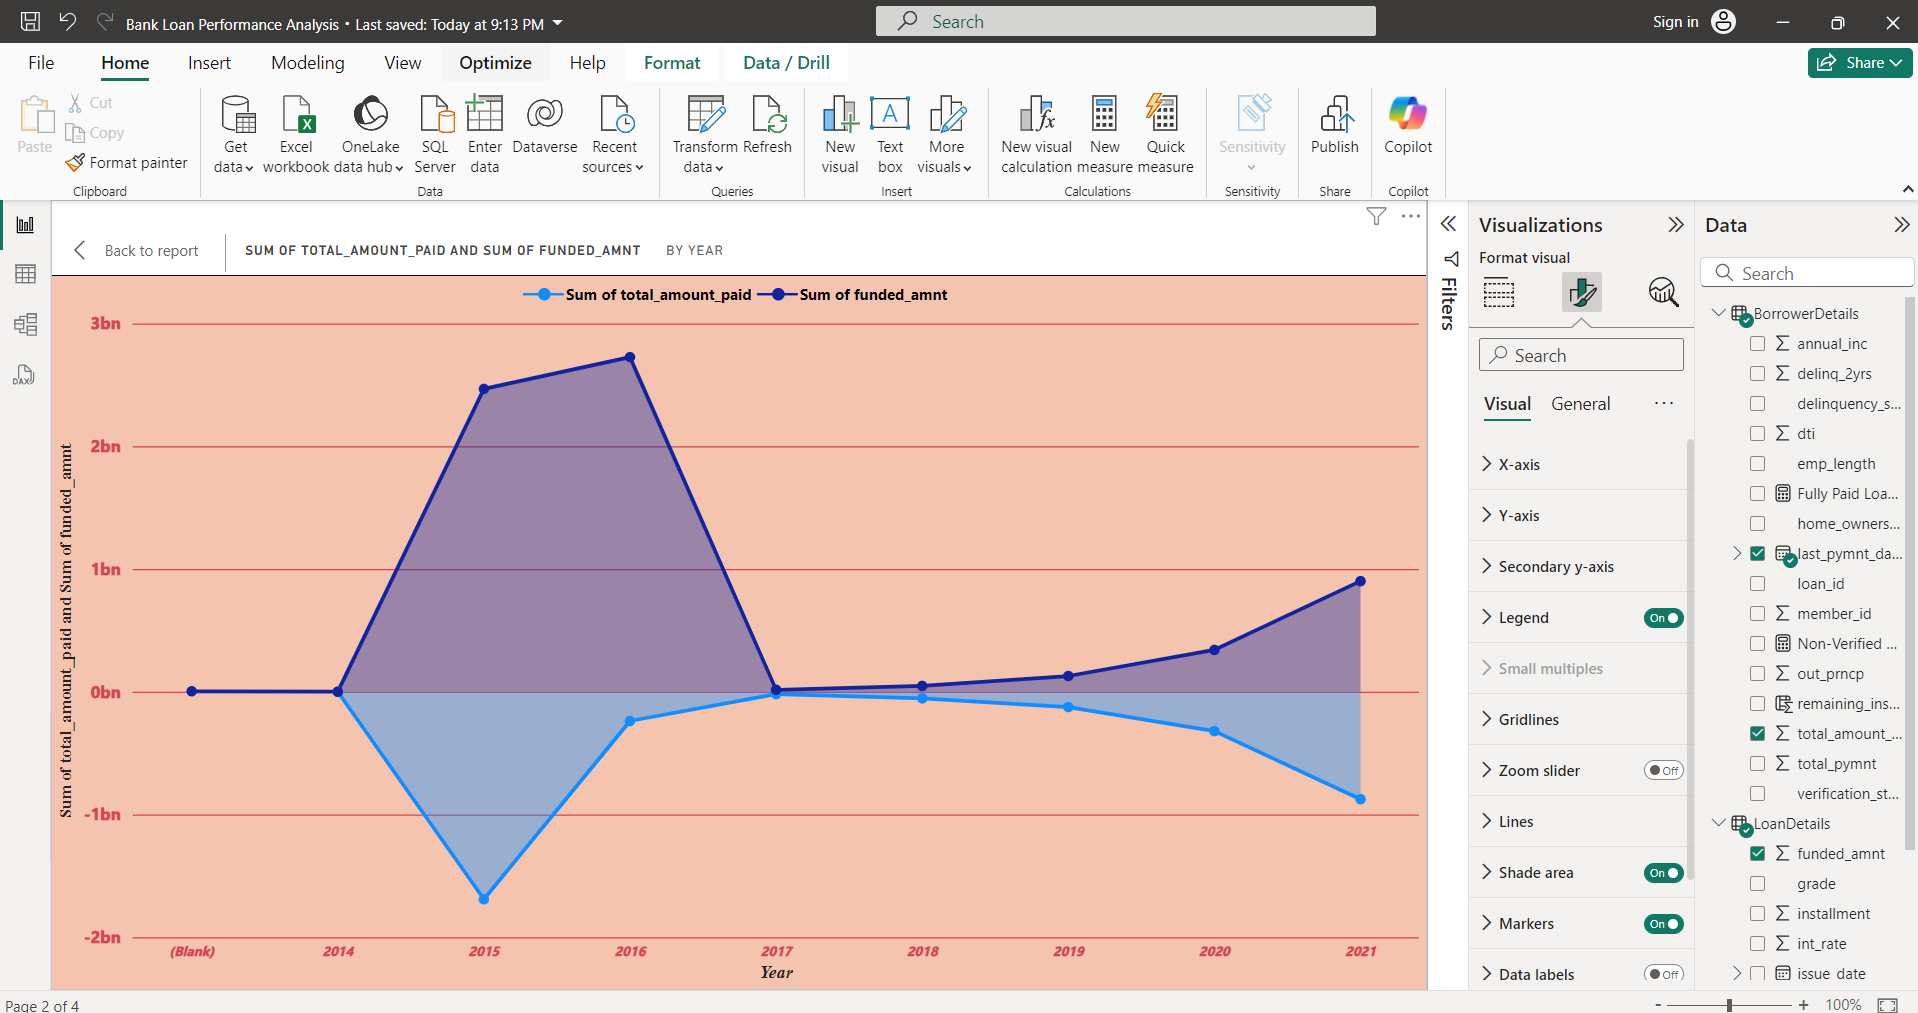 Bank Loan Performance Analysis • Last saved: Today at 9:13 PM
Search
Sign in
File Home Insert Modeling View Optimize Help Format Data / Drill
Share
Paste
Cut
Copy
Format painter
Clipboard
Get data
Excel workbook
OneLake data hub
SQL Server
Enter data
Dataverse
Recent sources
Data
Transform data
Refresh
Queries
New visual
A
Text box
More visuals
Insert
fx
New visual calculation
New measure
Quick measure
Calculations
Sensitivity
Sensitivity
Publish
Share
Copilot
Copilot
DAX
Back to report
SUM OF TOTAL_AMOUNT_PAID AND SUM OF FUNDED_AMNT BY YEAR
Sum of total_amount_paid Sum of funded_amnt
Sum of total_amount_paid and Sum of funded_amnt
3bn
2bn
1bn
0bn
-1bn
-2bn
(Blank) 2014 2015 2016 2017 2018 2019 2020 2021
Year
Filters
Visualizations
Format visual
Search
Visual General
X-axis
Y-axis
Secondary y-axis
Legend On
Small multiples
Gridlines
Zoom slider Off
Lines
Shade area On
Markers On
Data labels Off
Data
Search
BorrowerDetails
annual_inc
delinq_2yrs
delinquency_s...
dti
emp_length
Fully Paid Loa...
home_owners...
last_pymnt_da...
loan_id
member_id
Non-Verified ...
out_prncp
remaining_ins...
total_amount_...
total_pymnt
verification_st...
LoanDetails
funded_amnt
grade
installment
int_rate
issue_date
Page 2 of 4
- + 100%